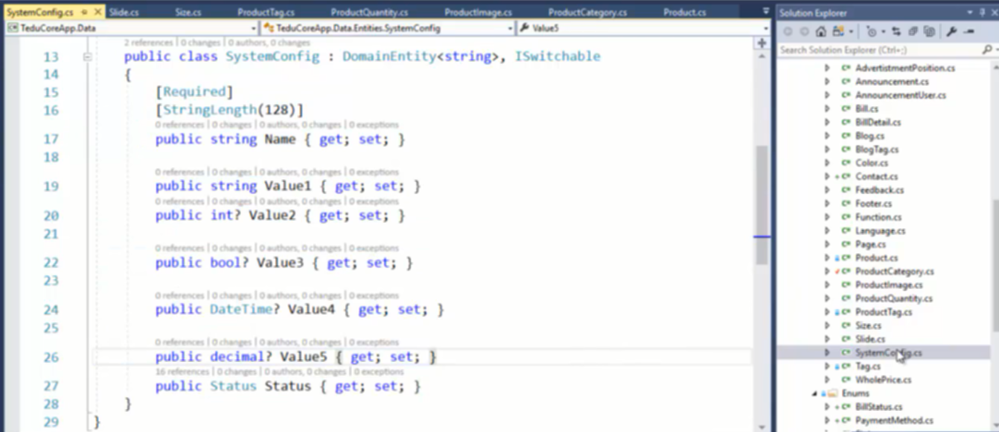 SystemConfig.cs Slide.cs Size.cs ProductTag.cs ProductQuantity.cs ProductImage.cs ProductCategory.cs Product.cs
TeduCoreApp.Data TeduCoreApp.Data.Entities.SystemConfig Value5
2 references | 0 changes | 0 authors, 0 changes
13 public class SystemConfig : DomainEntity<string>, ISwitchable
14 {
15 [Required]
16 [StringLength(128)]
0 references | 0 changes | 0 authors, 0 changes | 0 exceptions
17 public string Name { get; set; }
18
0 references | 0 changes | 0 authors, 0 changes | 0 exceptions
19 public string Value1 { get; set; }
0 references | 0 changes | 0 authors, 0 changes | 0 exceptions
20 public int? Value2 { get; set; }
21
0 references | 0 changes | 0 authors, 0 changes | 0 exceptions
22 public bool? Value3 { get; set; }
23
0 references | 0 changes | 0 authors, 0 changes | 0 exceptions
24 public DateTime? Value4 { get; set; }
25
0 references | 0 changes | 0 authors, 0 changes | 0 exceptions
26 public decimal? Value5 { get; set; }
16 references | 0 changes | 0 authors, 0 changes | 0 exceptions
27 public Status Status { get; set; }
28 }
29 }
Solution Explorer
Search Solution Explorer (Ctrl+;)
C# AdvertistmentPosition.cs
C# Announcement.cs
C# AnnouncementUser.cs
C# Bill.cs
C# BillDetail.cs
C# Blog.cs
C# BlogTag.cs
C# Color.cs
C# Contact.cs
C# Feedback.cs
C# Footer.cs
C# Function.cs
C# Language.cs
C# Page.cs
C# Product.cs
C# ProductCategory.cs
C# ProductImage.cs
C# ProductQuantity.cs
C# ProductTag.cs
C# Size.cs
C# Slide.cs
C# SystemConfig.cs
C# Tag.cs
C# WholePrice.cs
Enums
C# BillStatus.cs
C# PaymentMethod.cs